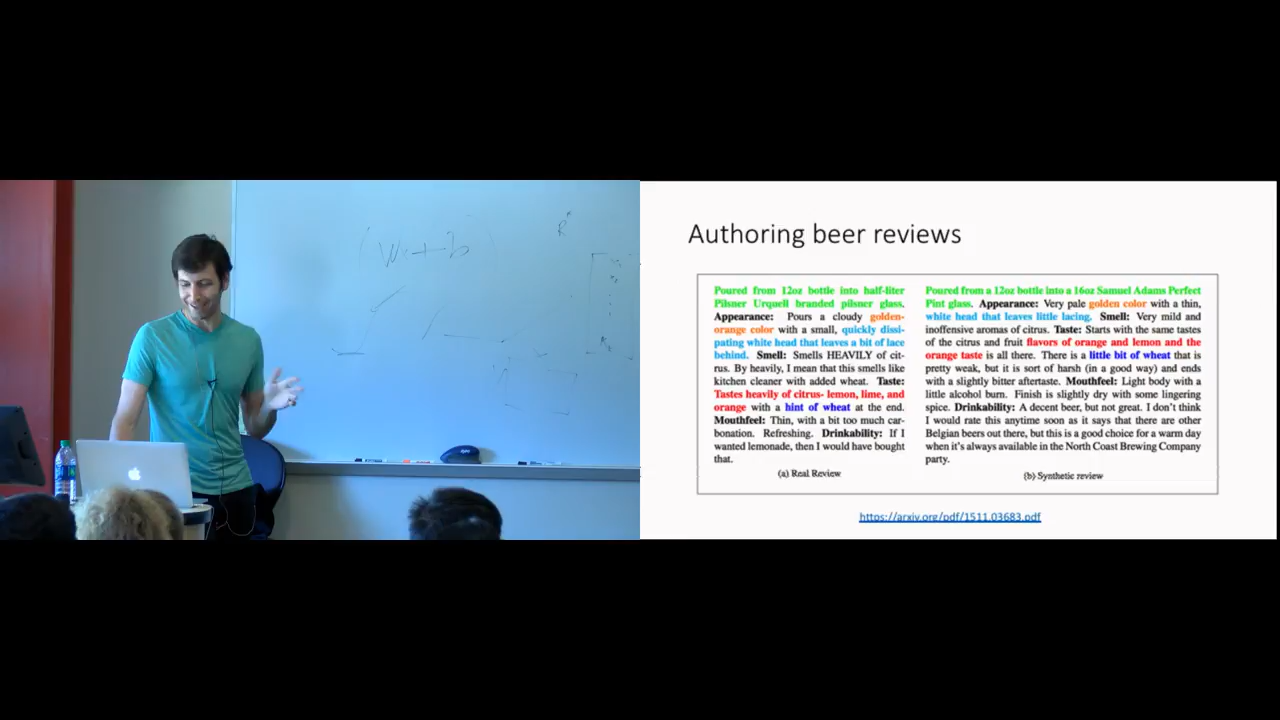 (Wx+b)
Authoring beer reviews
Poured from 12oz bottle into half-liter
Pilsner Urquell branded pilsner glass.
Appearance: Pours a cloudy golden-
orange color with a small, quickly dissi-
pating white head that leaves a bit of lace
behind. Smell: Smells HEAVILY of cit-
rus. By heavily, I mean that this smells like
kitchen cleaner with added wheat. Taste:
Tastes heavily of citrus- lemon, lime, and
orange with a hint of wheat at the end.
Mouthfeel: Thin, with a bit too much car-
bonation. Refreshing. Drinkability: If I
wanted lemonade, then I would have bought
that.
(a) Real Review
Poured from a 12oz bottle into a 16oz Samuel Adams Perfect
Pint glass. Appearance: Very pale golden color with a thin,
white head that leaves little lacing. Smell: Very mild and
inoffensive aromas of citrus. Taste: Starts with the same tastes
of the citrus and fruit flavors of orange and lemon and the
orange taste is all there. There is a little bit of wheat that is
pretty weak, but it is sort of harsh (in a good way) and ends
with a slightly bitter aftertaste. Mouthfeel: Light body with a
little alcohol burn. Finish is slightly dry with some lingering
spice. Drinkability: A decent beer, but not great. I don't think
I would rate this anytime soon as it says that there are other
Belgian beers out there, but this is a good choice for a warm day
when it's always available in the North Coast Brewing Company
party.
(b) Synthetic review
https://arxiv.org/pdf/1511.03683.pdf